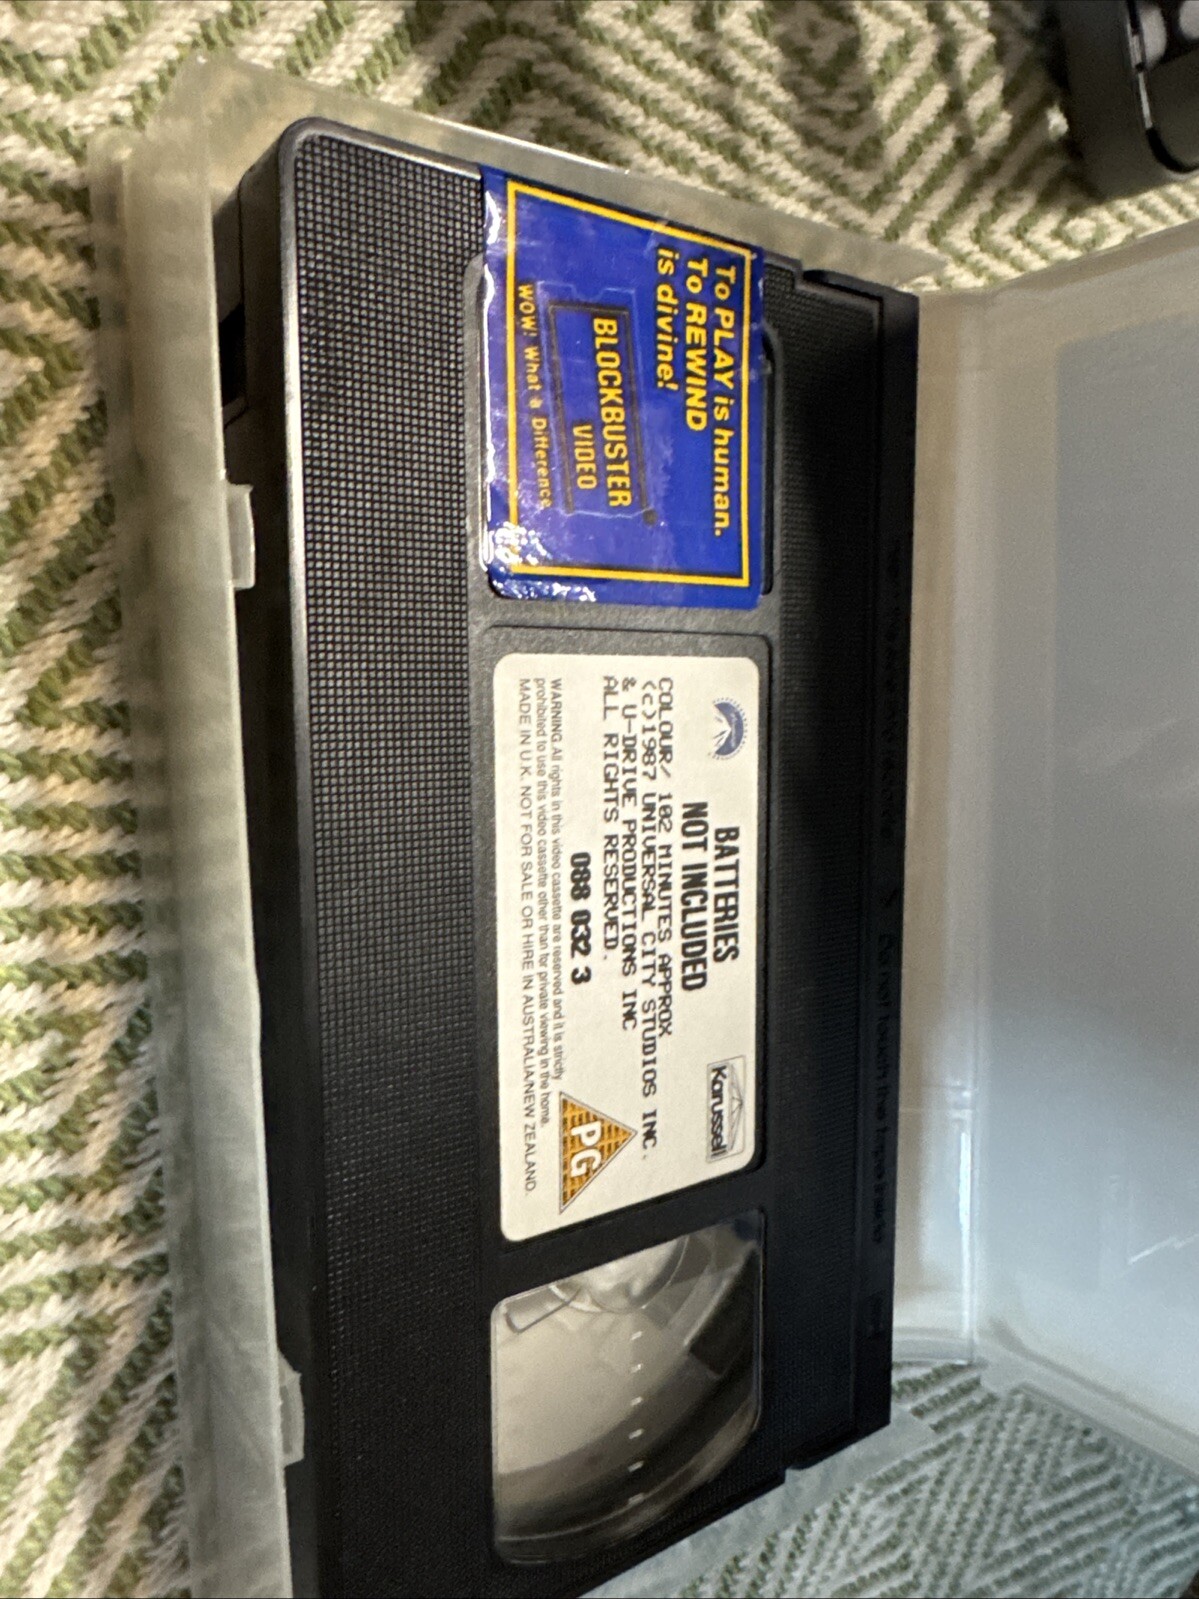 To PLAY is human.
To REWIND
is divine!
BLOCKBUSTER
VIDEO
WOW! What a Difference
BATTERIES
NOT INCLUDED
Karussell
COLOUR/ 102 MINUTES APPROX
(c)1987 UNIVERSAL CITY STUDIOS INC.
& U-DRIVE PRODUCTIONS INC
ALL RIGHTS RESERVED.
088 032 3
PG
WARNING All rights in this video cassette are reserved and it is strictly
prohibited to use this video cassette other than for private viewing in the home.
MADE IN U.K. NOT FOR SALE OR HIRE IN AUSTRALIA/NEW ZEALAND.
Do not touch the tape inside